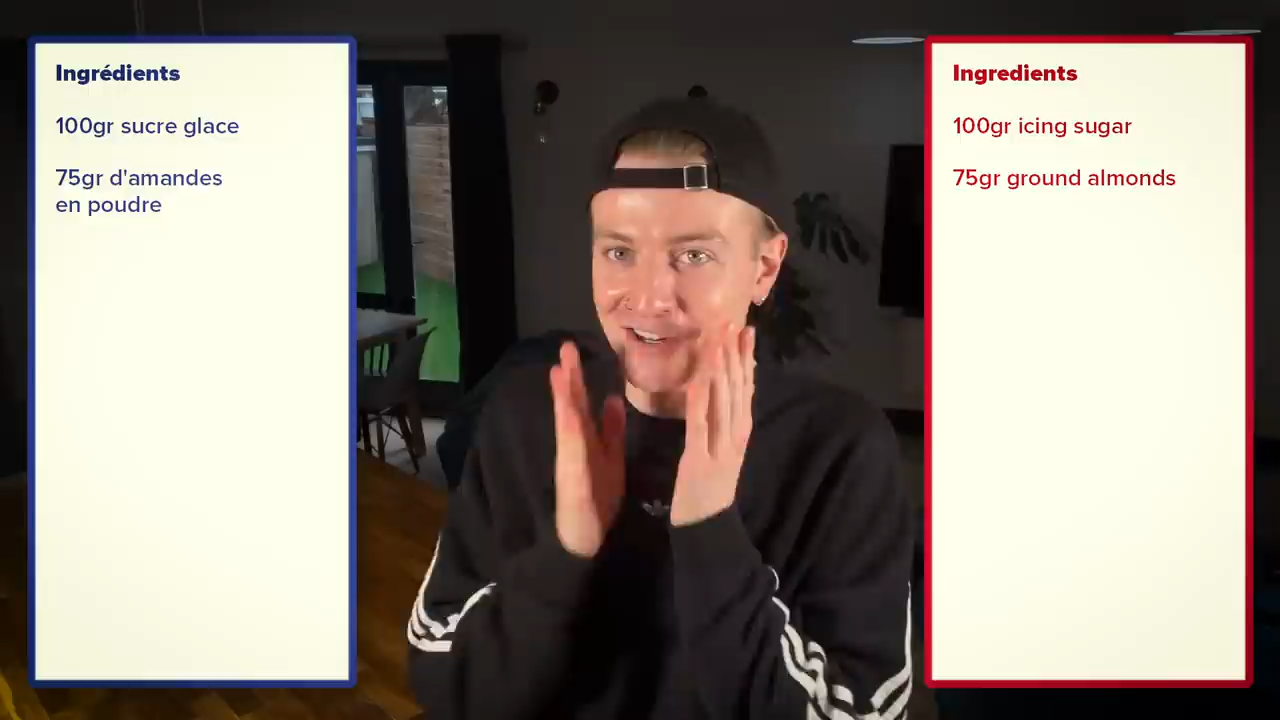 Ingrédients
100gr sucre glace
75gr d'amandes
en poudre
Ingredients
100gr icing sugar
75gr ground almonds